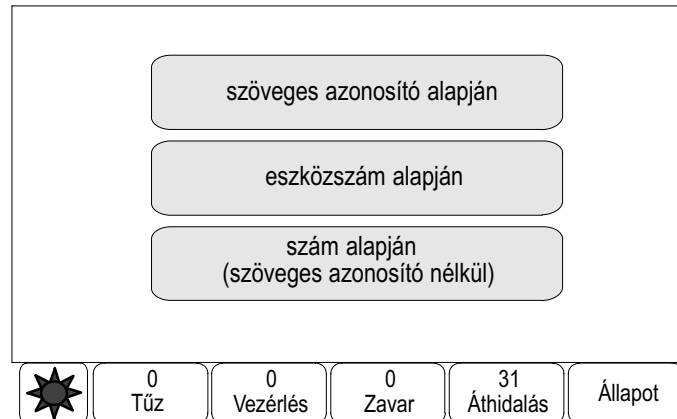 szöveges azonosító alapján
eszközszám alapján
szám alapján
(szöveges azonosító nélkül)
0
Tűz
0
Vezérlés
0
Zavar
31
Áthidalás
Állapot